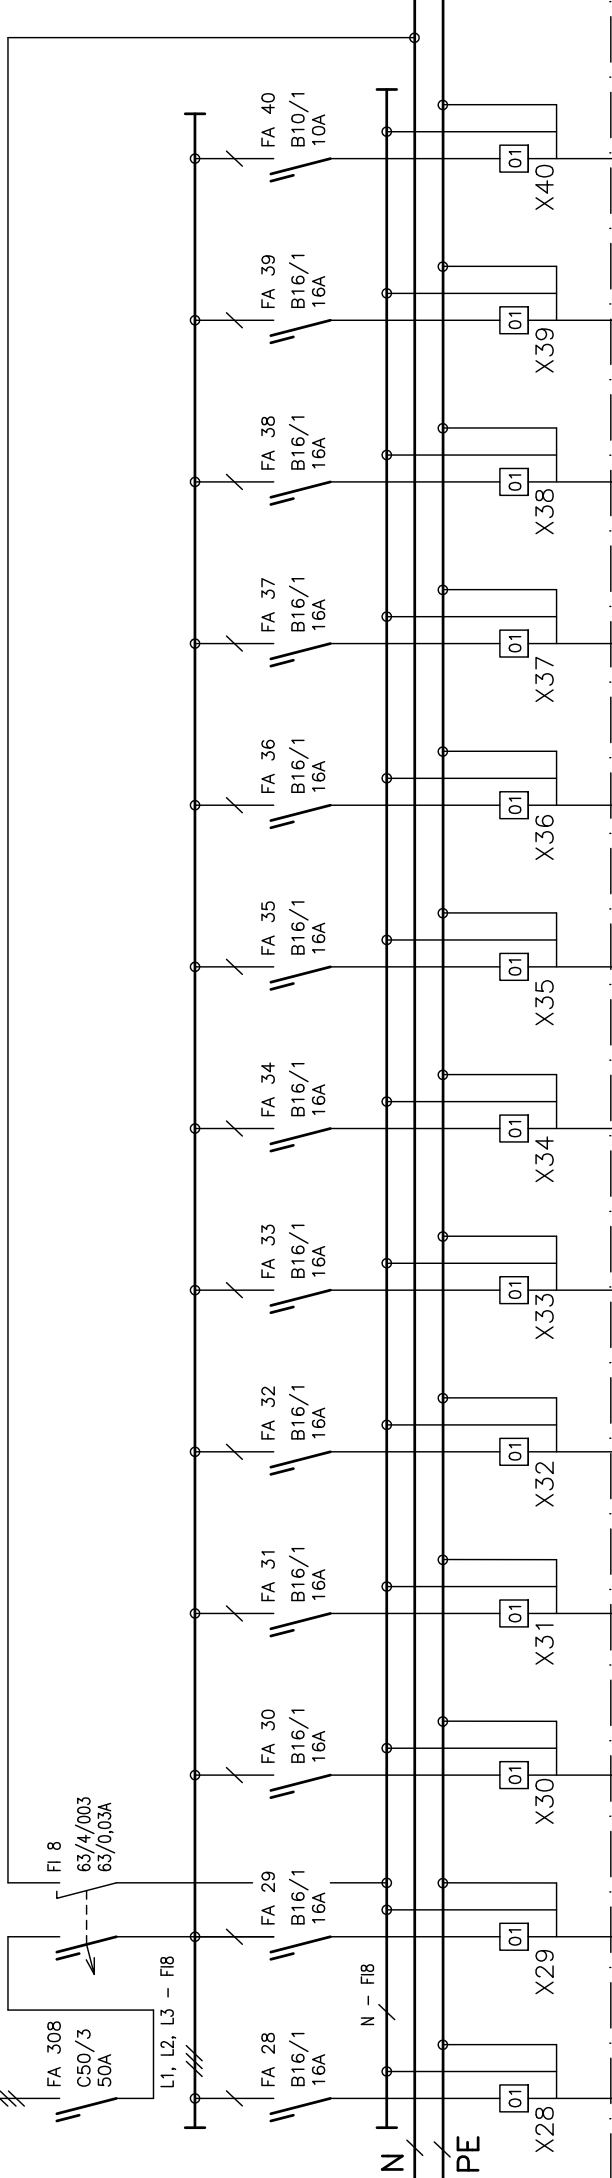 FA 308
C50/3
50A
FI 8
63/4/003
63/0,03A
L1, L2, L3 – FI8
FA 28
B16/1
16A
FA 29
B16/1
16A
FA 30
B16/1
16A
FA 31
B16/1
16A
FA 32
B16/1
16A
FA 33
B16/1
16A
FA 34
B16/1
16A
FA 35
B16/1
16A
FA 36
B16/1
16A
FA 37
B16/1
16A
FA 38
B16/1
16A
FA 39
B16/1
16A
FA 40
B10/1
10A
N – FI8
N
PE
01
X28
01
X29
01
X30
01
X31
01
X32
01
X33
01
X34
01
X35
01
X36
01
X37
01
X38
01
X39
01
X40